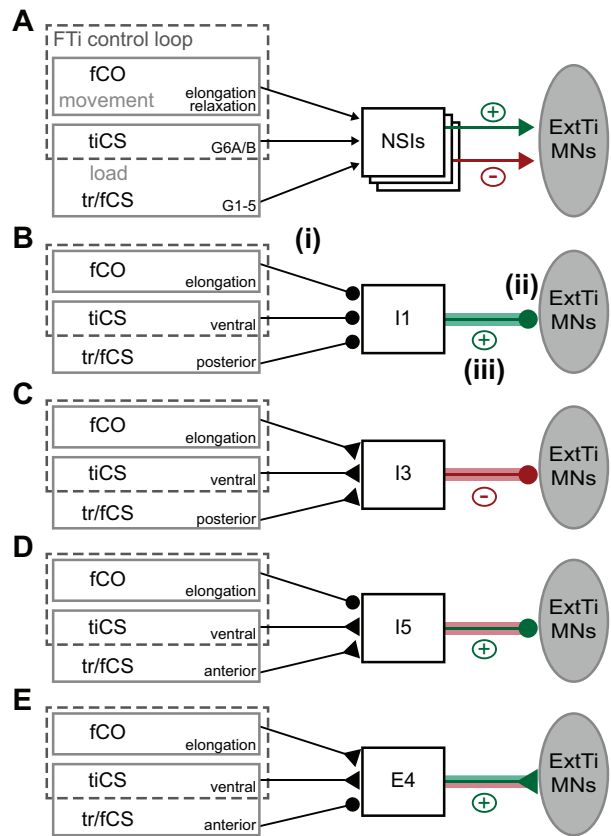 A
FTi control loop
fCO
movement
elongation
relaxation
tiCS
G6A/B
load
tr/fCS
G1-5
NSIs
+
-
ExtTi
MNs
B
(i)
fCO
elongation
tiCS
ventral
tr/fCS
posterior
I1
(ii)
+
(iii)
ExtTi
MNs
C
fCO
elongation
tiCS
ventral
tr/fCS
posterior
I3
-
ExtTi
MNs
D
fCO
elongation
tiCS
ventral
tr/fCS
anterior
I5
+
ExtTi
MNs
E
fCO
elongation
tiCS
ventral
tr/fCS
anterior
E4
+
ExtTi
MNs